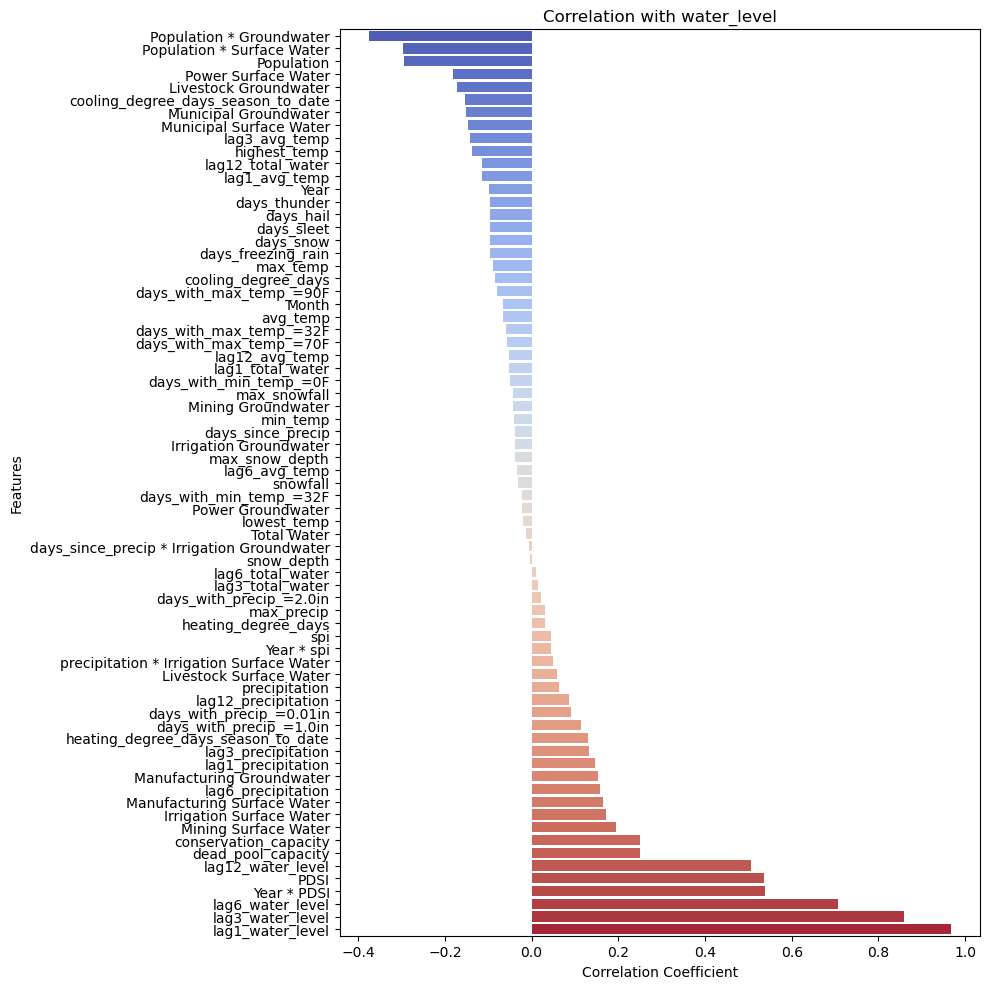 Correlation with water_level
Population * Groundwater
Population * Surface Water
Population
Power Surface Water
Livestock Groundwater
cooling_degree_days_season_to_date
Municipal Groundwater
Municipal Surface Water
lag3_avg_temp
highest_temp
lag12_total_water
lag1_avg_temp
Year
days_thunder
days_hail
days_sleet
days_snow
days_freezing_rain
max_temp
cooling_degree_days
days_with_max_temp_=90F
Month
avg_temp
days_with_max_temp_=32F
days_with_max_temp_=70F
lag12_avg_temp
lag1_total_water
days_with_min_temp_=0F
max_snowfall
Mining Groundwater
min_temp
days_since_precip
Irrigation Groundwater
max_snow_depth
lag6_avg_temp
snowfall
days_with_min_temp_=32F
Power Groundwater
lowest_temp
Total Water
days_since_precip * Irrigation Groundwater
snow_depth
lag6_total_water
lag3_total_water
days_with_precip_=2.0in
max_precip
heating_degree_days
spi
Year * spi
precipitation * Irrigation Surface Water
Livestock Surface Water
precipitation
lag12_precipitation
days_with_precip_=0.01in
days_with_precip_=1.0in
heating_degree_days_season_to_date
lag3_precipitation
lag1_precipitation
Manufacturing Groundwater
lag6_precipitation
Manufacturing Surface Water
Irrigation Surface Water
Mining Surface Water
conservation_capacity
dead_pool_capacity
lag12_water_level
PDSI
Year * PDSI
lag6_water_level
lag3_water_level
lag1_water_level
Features
−0.4 −0.2 0.0 0.2 0.4 0.6 0.8 1.0
Correlation Coefficient